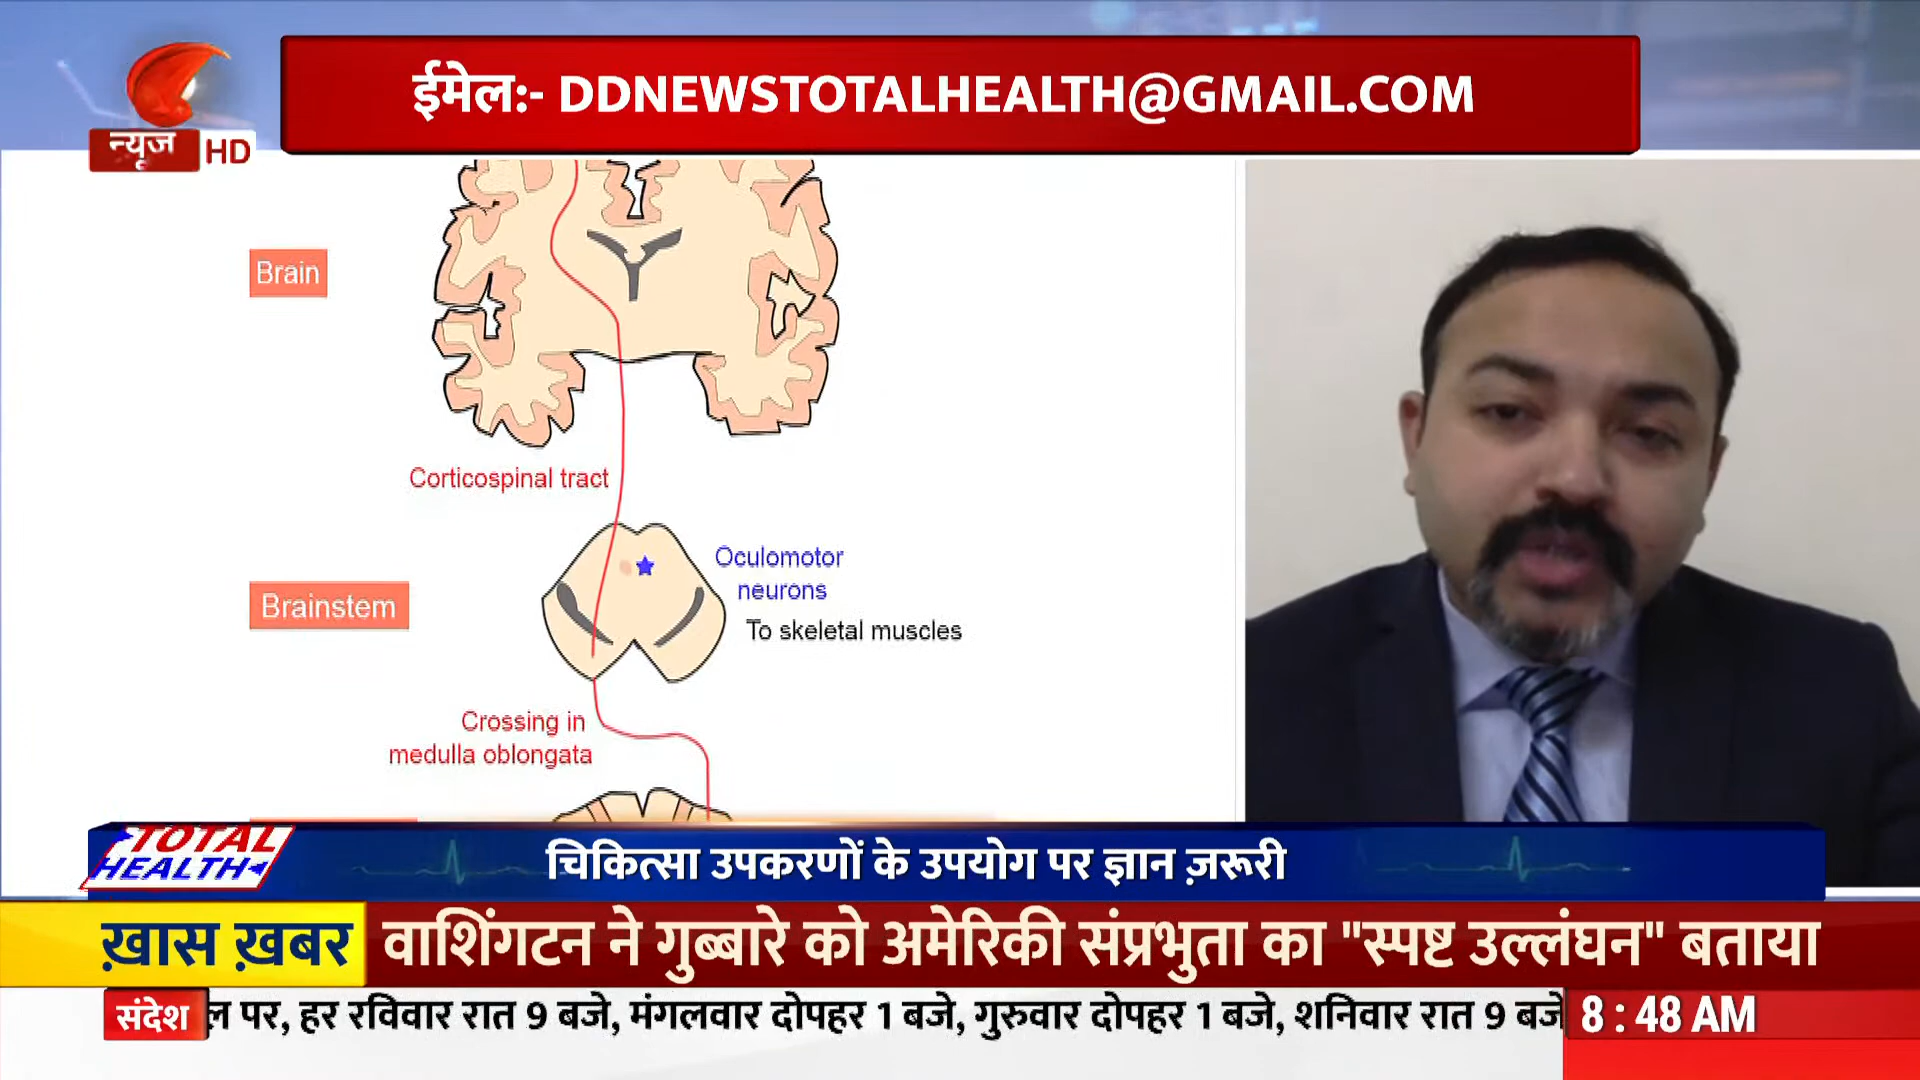 ईमेल:- DDNEWSTOTALHEALTH@GMAIL.COM
न्यूज़ HD
Brain
Corticospinal tract
Oculomotor
neurons
Brainstem
To skeletal muscles
Crossing in
medulla oblongata
TOTAL
HEALTH
चिकित्सा उपकरणों के उपयोग पर ज्ञान ज़रूरी
ख़ास ख़बर
वाशिंगटन ने गुब्बारे को अमेरिकी संप्रभुता का "स्पष्ट उल्लंघन" बताया
संदेश
ल पर, हर रविवार रात 9 बजे, मंगलवार दोपहर 1 बजे, गुरुवार दोपहर 1 बजे, शनिवार रात 9 बजे
8 : 48 AM